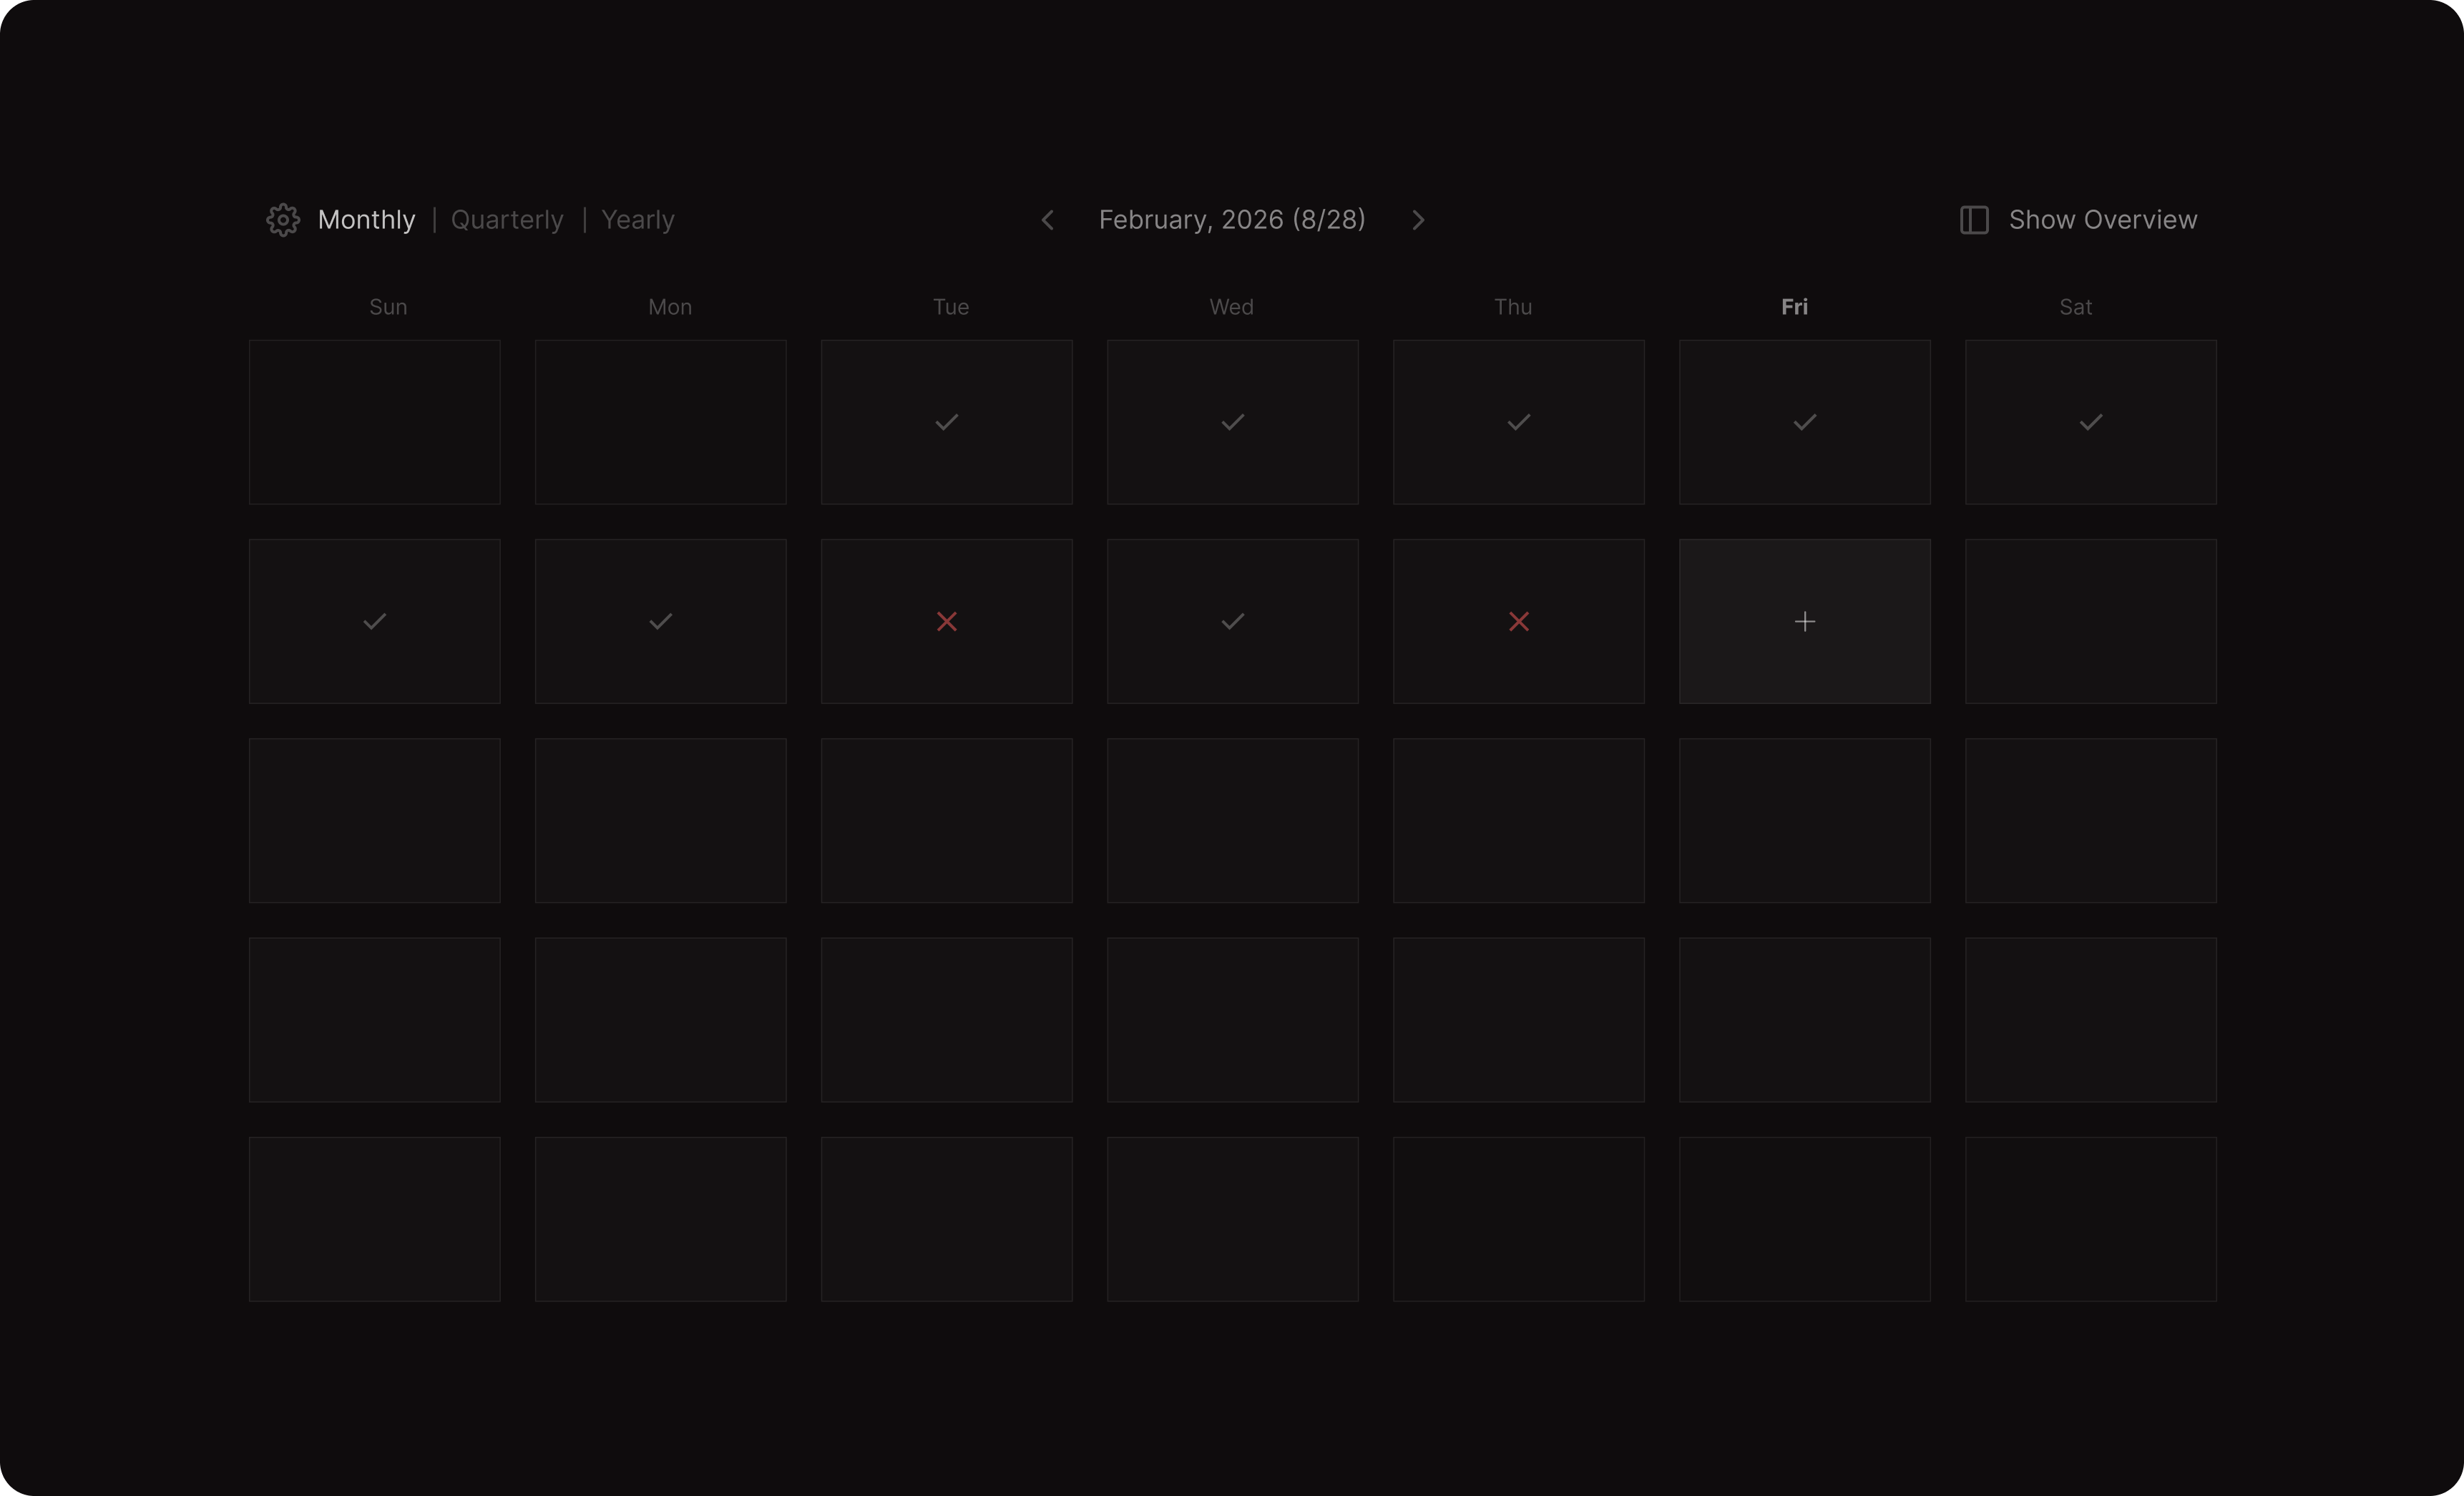 Monthly | Quarterly | Yearly
February, 2026 (8/28)
Show Overview
Sun Mon Tue Wed Thu Fri Sat